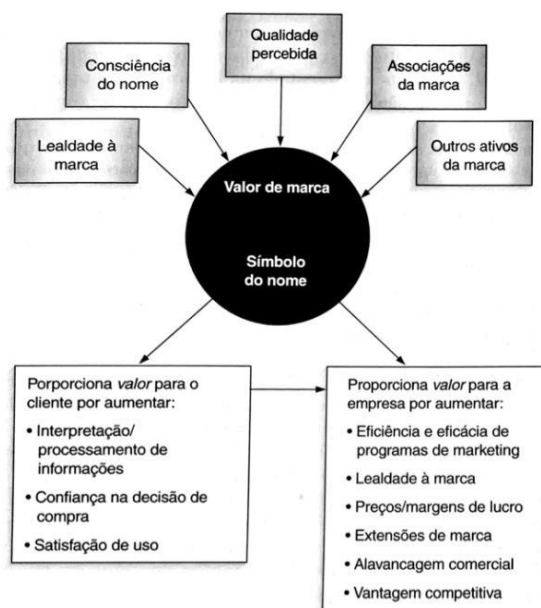 Qualidade
percebida
Consciência
do nome
Associações
da marca
Lealdade à
marca
Outros ativos
da marca
Valor de marca
Símbolo
do nome
Porporciona valor para o
cliente por aumentar:
• Interpretação/
processamento de
informações
• Confiança na decisão de
compra
• Satisfação de uso
Proporciona valor para a
empresa por aumentar:
• Eficiência e eficácia de
programas de marketing
• Lealdade à marca
• Preços/margens de lucro
• Extensões de marca
• Alavancagem comercial
• Vantagem competitiva